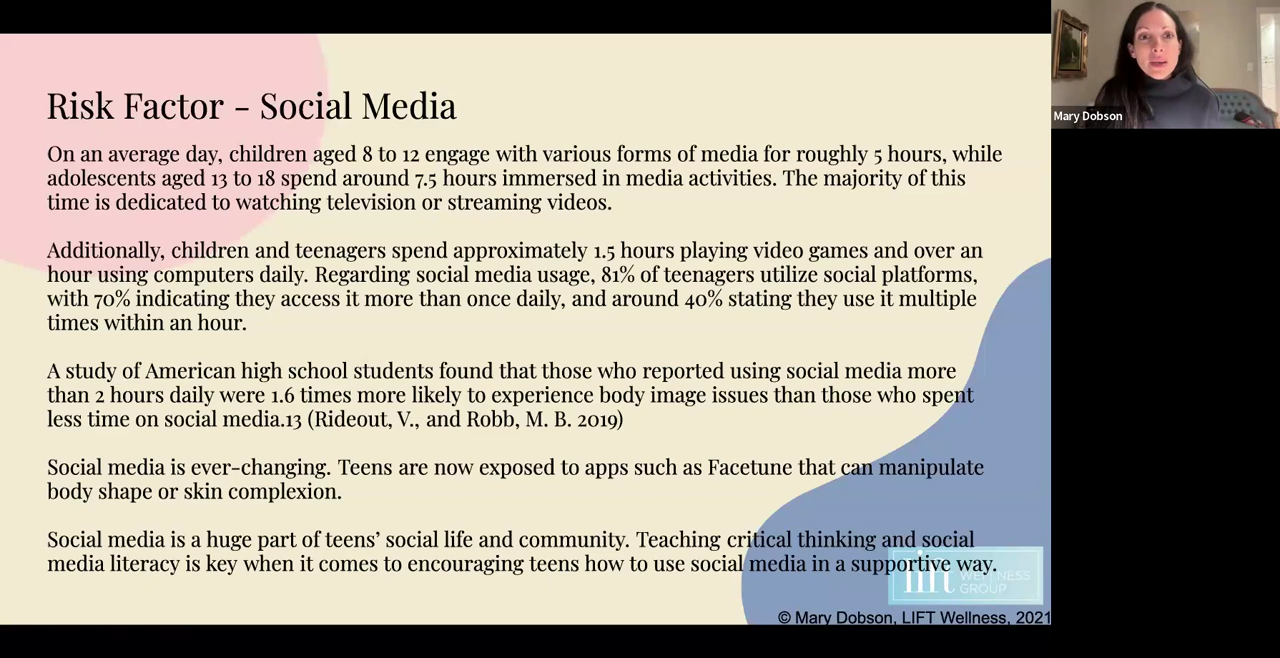 Risk Factor - Social Media
On an average day, children aged 8 to 12 engage with various forms of media for roughly 5 hours, while
adolescents aged 13 to 18 spend around 7.5 hours immersed in media activities. The majority of this
time is dedicated to watching television or streaming videos.
Additionally, children and teenagers spend approximately 1.5 hours playing video games and over an
hour using computers daily. Regarding social media usage, 81% of teenagers utilize social platforms,
with 70% indicating they access it more than once daily, and around 40% stating they use it multiple
times within an hour.
A study of American high school students found that those who reported using social media more
than 2 hours daily were 1.6 times more likely to experience body image issues than those who spent
less time on social media.13 (Rideout, V., and Robb, M. B. 2019)
Social media is ever-changing. Teens are now exposed to apps such as Facetune that can manipulate
body shape or skin complexion.
Social media is a huge part of teens' social life and community. Teaching critical thinking and social
media literacy is key when it comes to encouraging teens how to use social media in a supportive way.
lift WELLNESS
GROUP
© Mary Dobson, LIFT Wellness, 2021
Mary Dobson